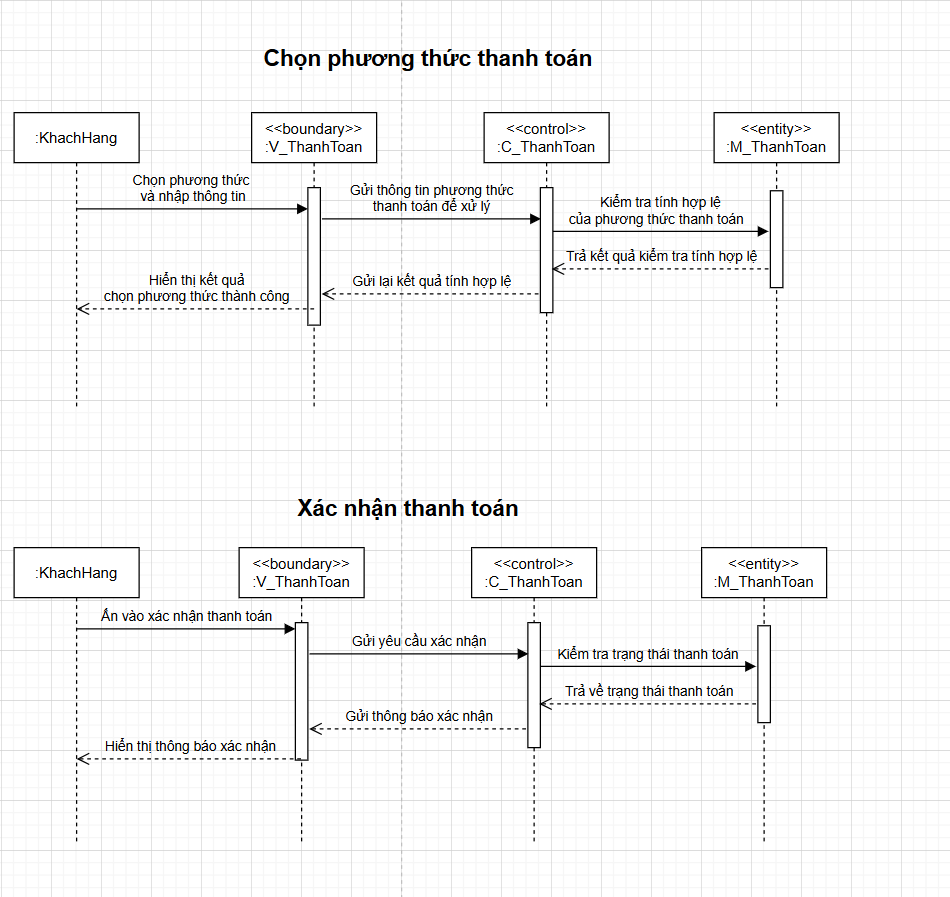 Chọn phương thức thanh toán
:KhachHang
<<boundary>>
:V_ThanhToan
<<control>>
:C_ThanhToan
<<entity>>
:M_ThanhToan
Chọn phương thức
và nhập thông tin
Gửi thông tin phương thức
thanh toán để xử lý
Kiểm tra tính hợp lệ
của phương thức thanh toán
Trả kết quả kiểm tra tính hợp lệ
Gửi lại kết quả tính hợp lệ
Hiển thị kết quả
chọn phương thức thành công
Xác nhận thanh toán
:KhachHang
<<boundary>>
:V_ThanhToan
<<control>>
:C_ThanhToan
<<entity>>
:M_ThanhToan
Ấn vào xác nhận thanh toán
Gửi yêu cầu xác nhận
Kiểm tra trạng thái thanh toán
Trả về trạng thái thanh toán
Gửi thông báo xác nhận
Hiển thị thông báo xác nhận